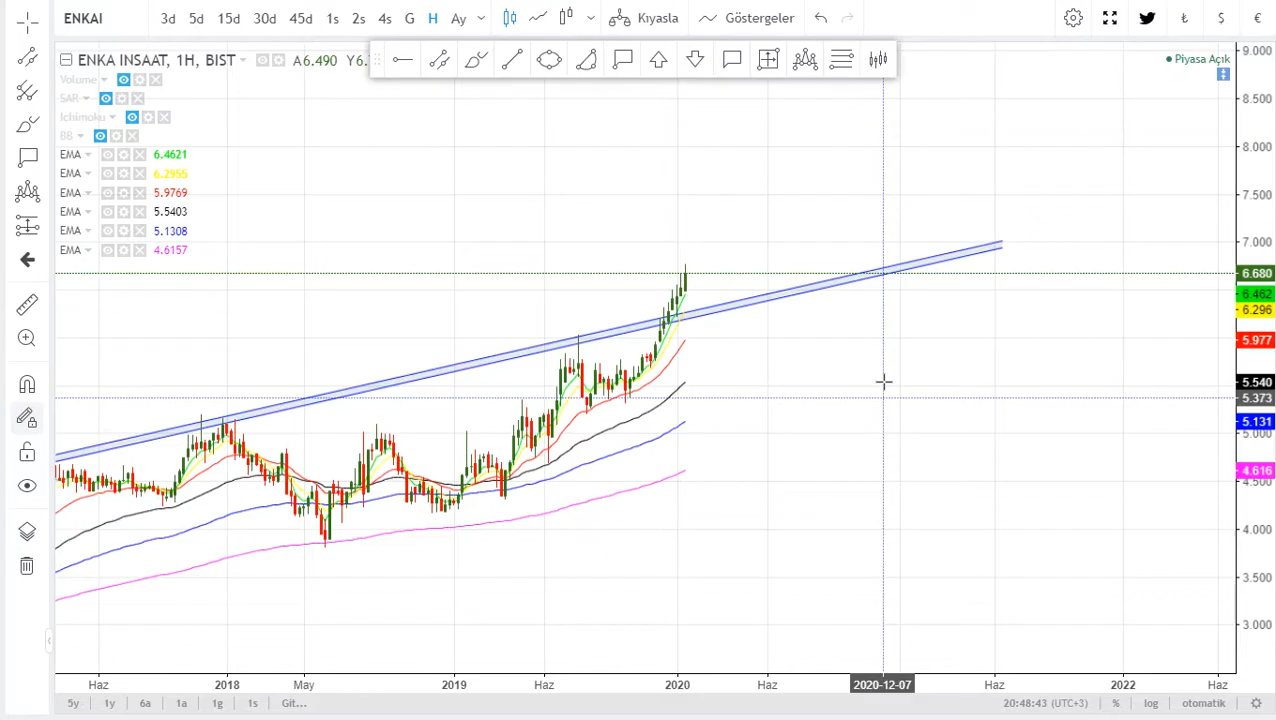 ENKAI 3d 5d 15d 30d 45d 1s 2s 4s G H Ay Kıyasla Göstergeler ₺ $ €
ENKA INSAAT, 1H, BIST A6.490 Y6.
Piyasa Açık
Volume
SAR
Ichimoku
BB
EMA 6.4621
EMA 6.2955
EMA 5.9769
EMA 5.5403
EMA 5.1308
EMA 4.6157
9.000
8.500
8.000
7.500
7.000
6.680
6.462
6.296
5.977
5.540
5.373
5.131
5.000
4.616
4.500
4.000
3.500
3.000
Haz 2018 May 2019 Haz 2020 Haz 2020-12-07 Haz 2022 Haz
5y 1y 6a 1a 1g 1s Git... 20:48:43 (UTC+3) % log otomatik